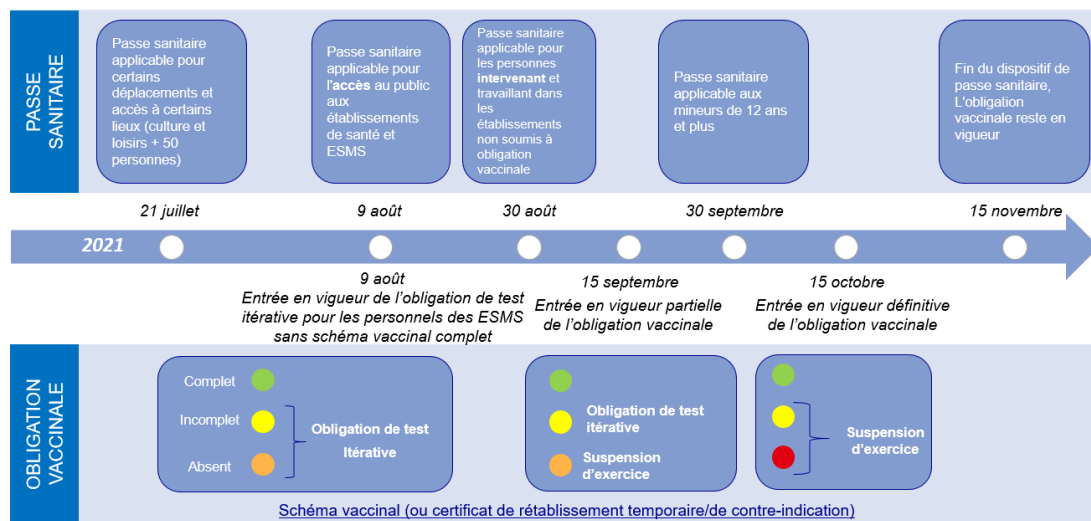 PASSE
SANITAIRE
Passe sanitaire
applicable pour
certains
déplacements et
accès à certains
lieux (culture et
loisirs + 50
personnes)
Passe sanitaire
applicable pour
l'accès au public
aux
établissements
de santé et
ESMS
Passe sanitaire
applicable pour
les personnes
intervenant et
travaillant dans
les
établissements
non soumis à
obligation
vaccinale
Passe sanitaire
applicable aux
mineurs de 12 ans
et plus
Fin du dispositif de
passe sanitaire,
L'obligation
vaccinale reste en
vigueur
21 juillet
9 août
30 août
30 septembre
15 novembre
2021
9 août
Entrée en vigueur de l'obligation de test
itérative pour les personnels des ESMS
sans schéma vaccinal complet
15 septembre
Entrée en vigueur partielle
de l'obligation vaccinale
15 octobre
Entrée en vigueur définitive
de l'obligation vaccinale
OBLIGATION
VACCINALE
Complet
Incomplet
Absent
Obligation de test
Itérative
Obligation de test
itérative
Suspension
d'exercice
Suspension
d'exercice
Schéma vaccinal (ou certificat de rétablissement temporaire/de contre-indication)